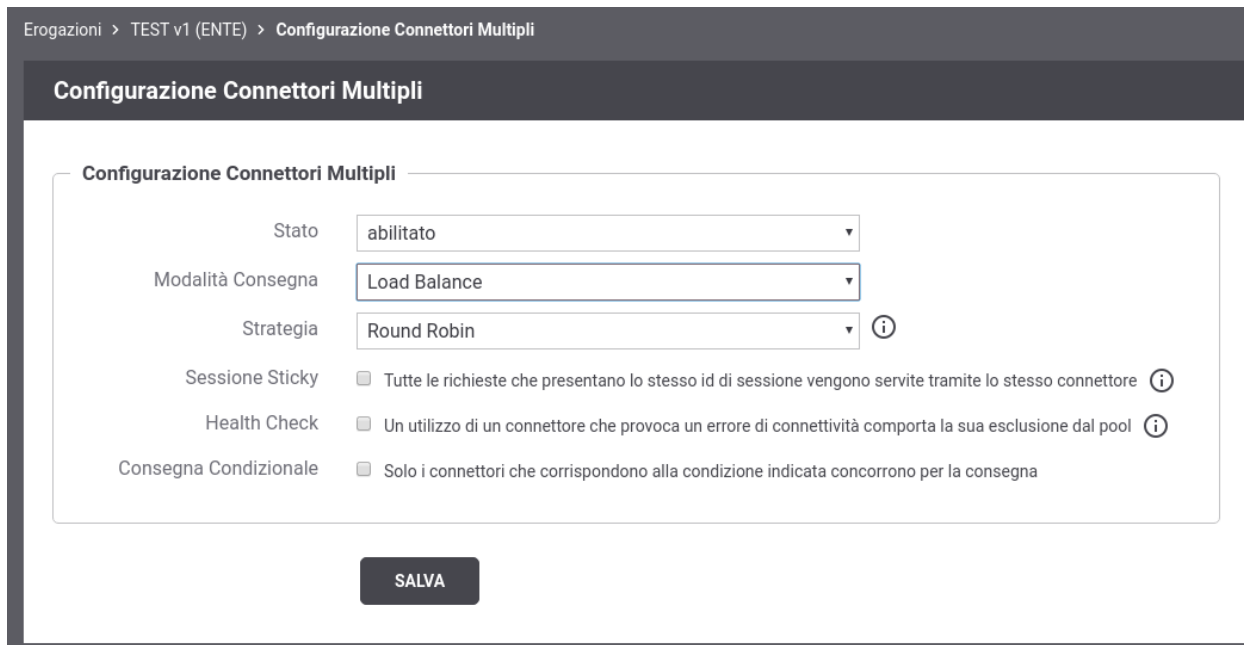 Erogazioni > TEST v1 (ENTE) > Configurazione Connettori Multipli
Configurazione Connettori Multipli
Configurazione Connettori Multipli
Stato abilitato
Modalità Consegna Load Balance
Strategia Round Robin
Sessione Sticky Tutte le richieste che presentano lo stesso id di sessione vengono servite tramite lo stesso connettore
Health Check Un utilizzo di un connettore che provoca un errore di connettività comporta la sua esclusione dal pool
Consegna Condizionale Solo i connettori che corrispondono alla condizione indicata concorrono per la consegna
SALVA